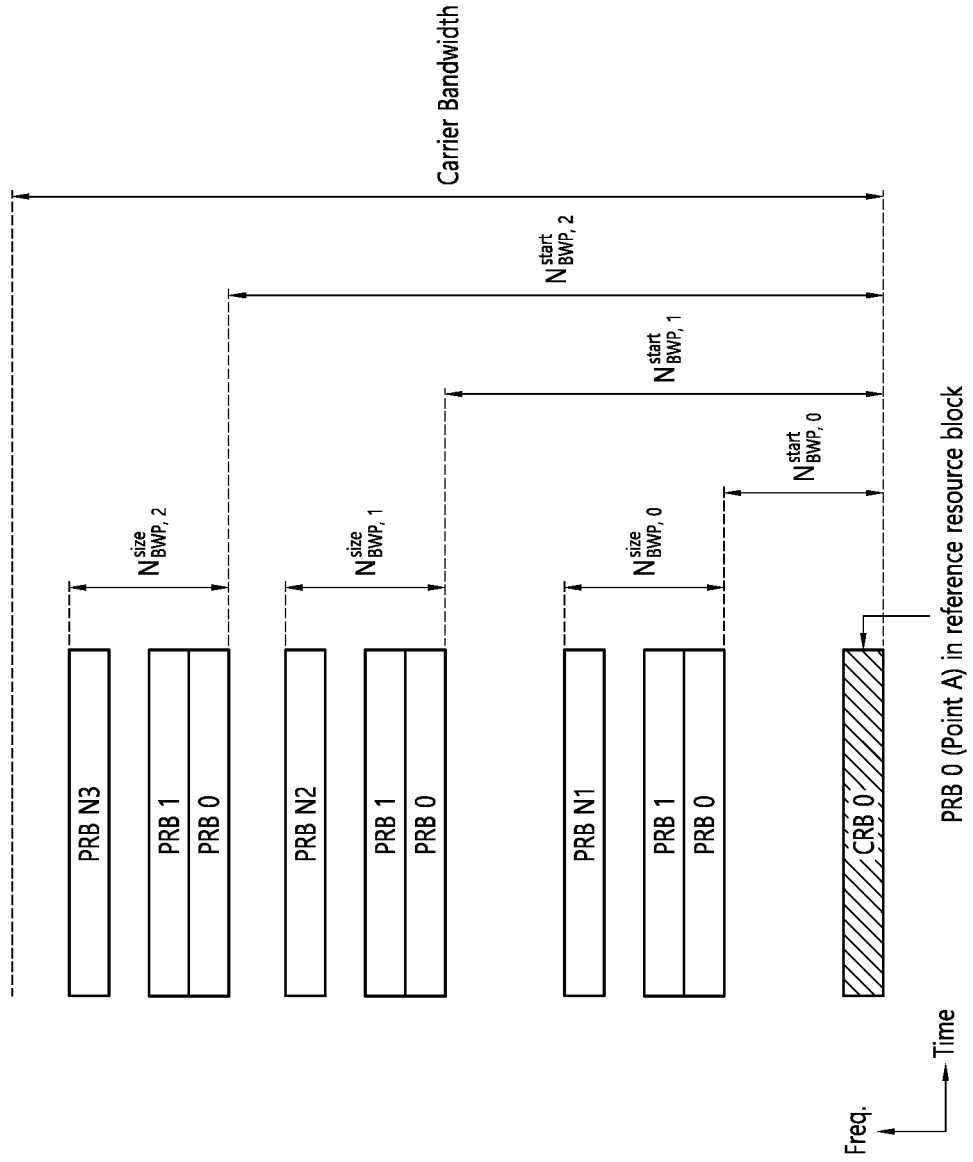 Carrier Bandwidth
PRB N3
PRB 1
PRB 0
N^size_BWP, 2
N^start_BWP, 2
PRB N2
PRB 1
PRB 0
N^size_BWP, 1
N^start_BWP, 1
PRB N1
PRB 1
PRB 0
N^size_BWP, 0
N^start_BWP, 0
CRB 0
PRB 0 (Point A) in reference resource block
Freq.
Time